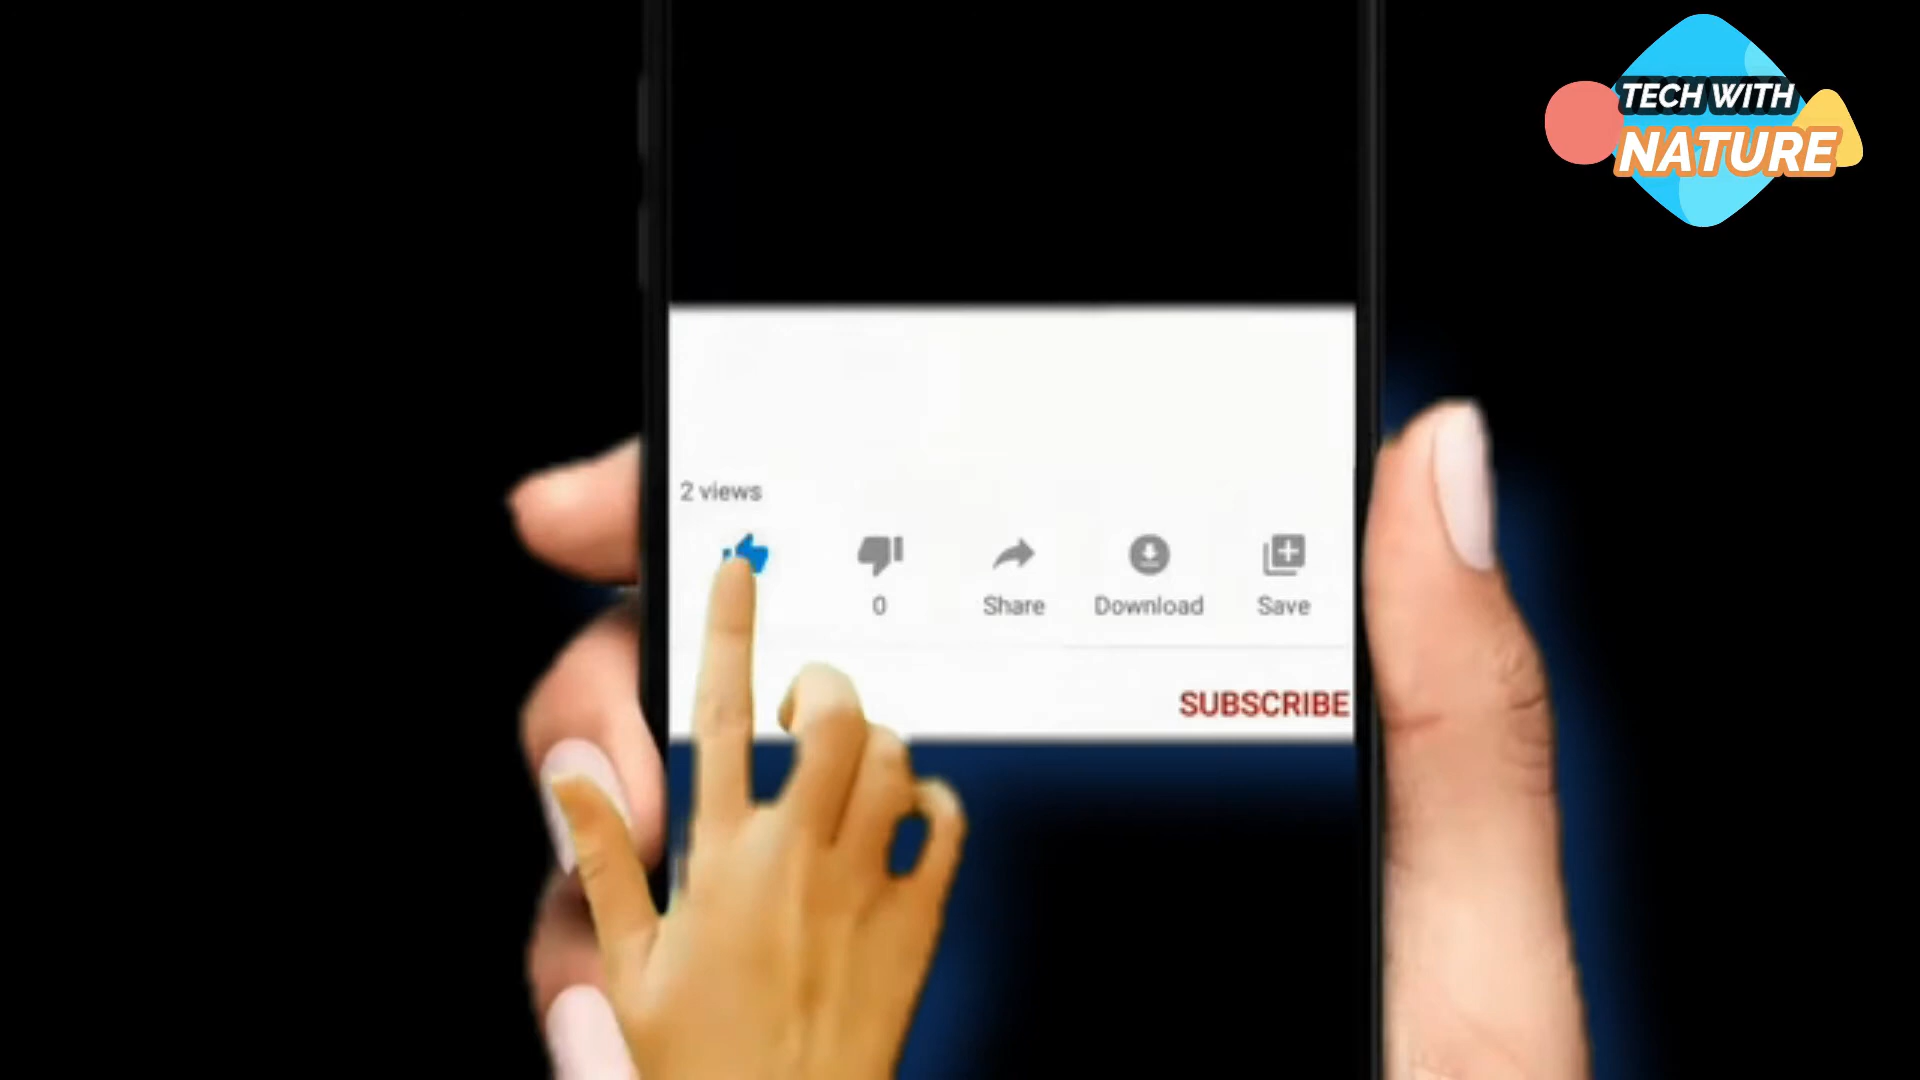 TECH WITH
NATURE
2 views
0
Share
Download
Save
SUBSCRIBE